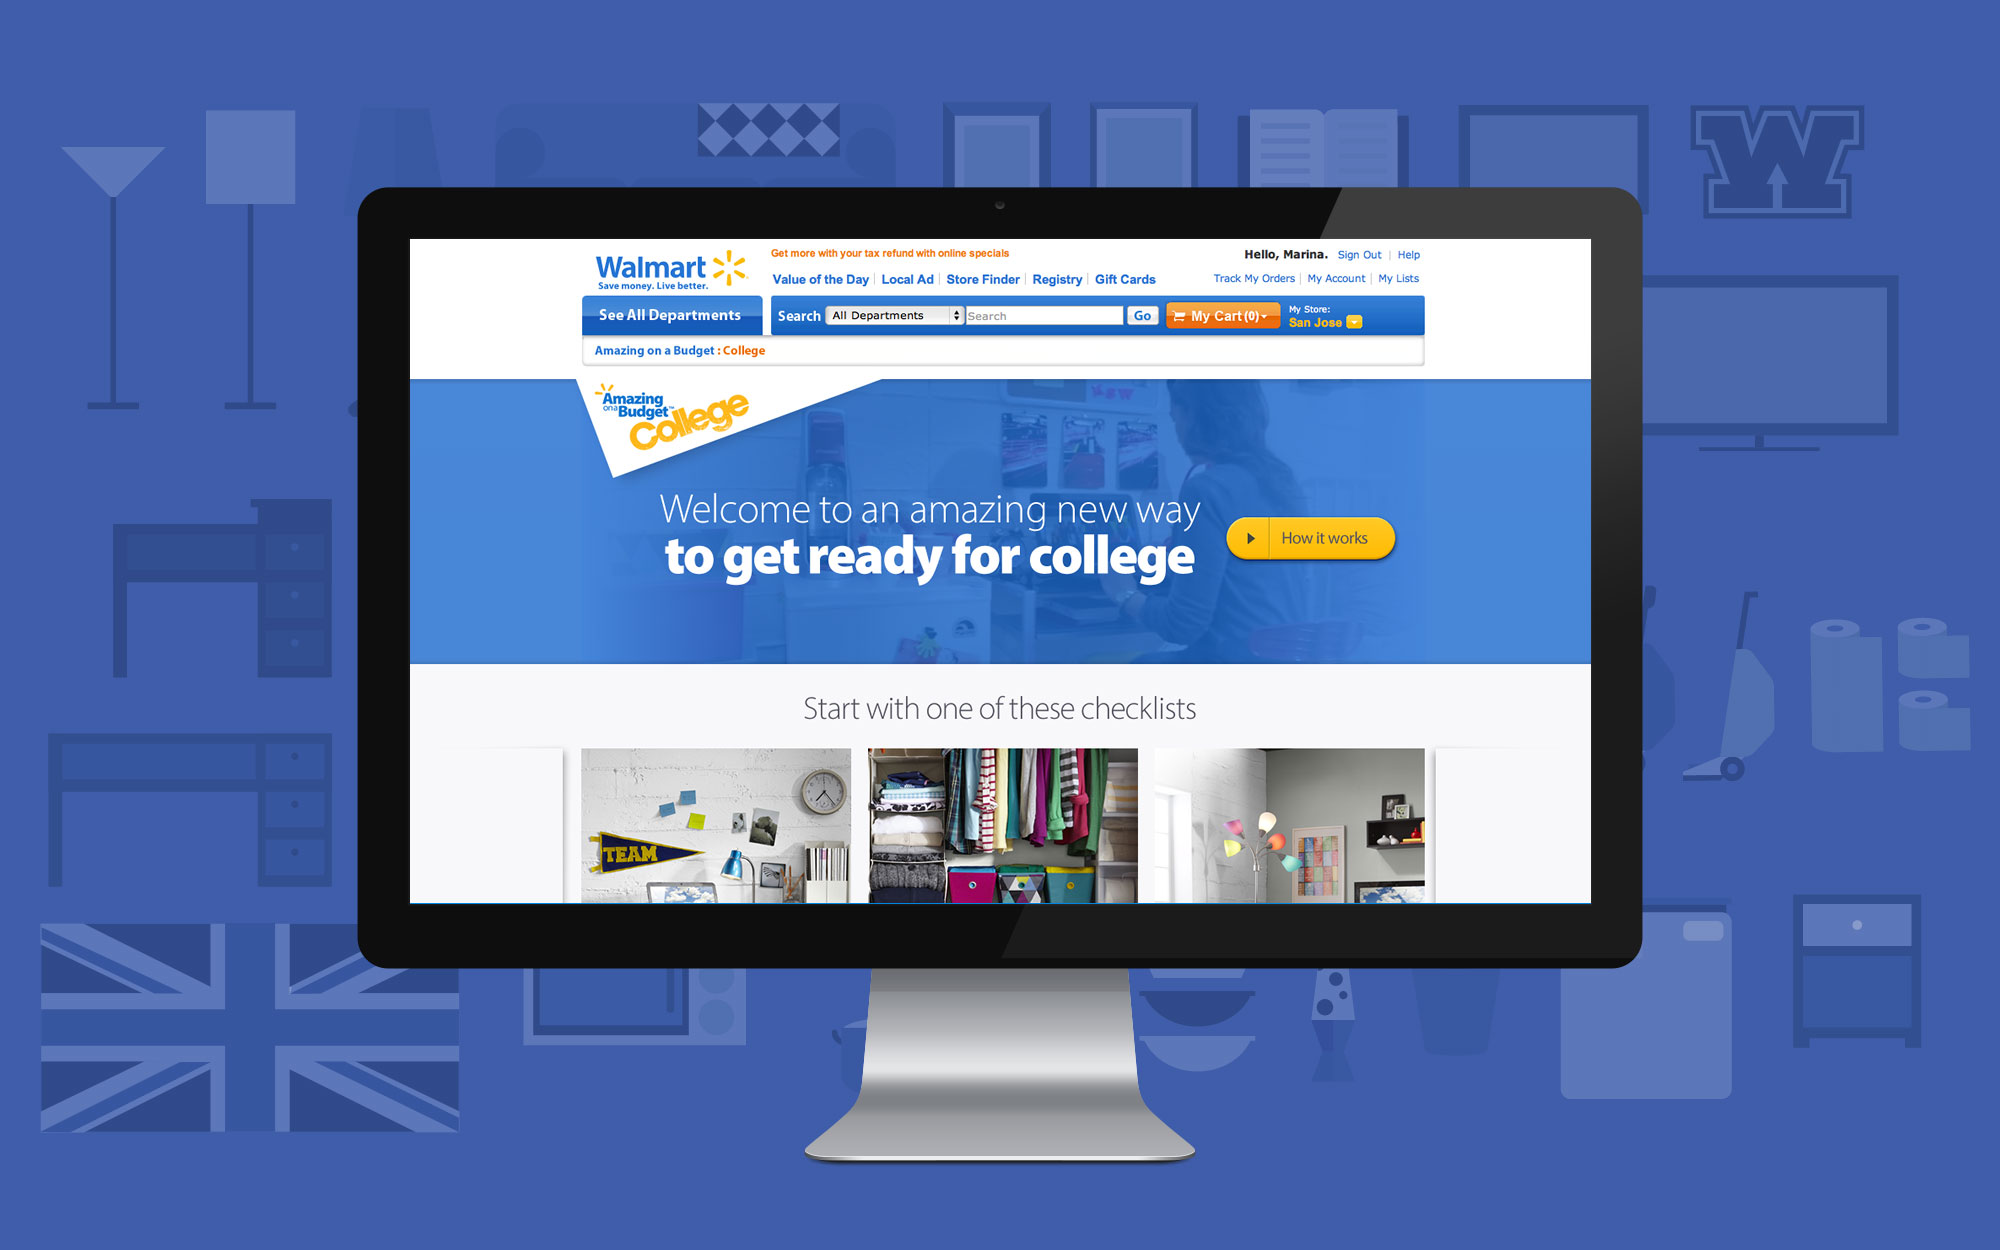 W
Walmart
Save money. Live better.
Get more with your tax refund with online specials
Hello, Marina. Sign Out | Help
Value of the Day | Local Ad | Store Finder | Registry | Gift Cards
Track My Orders | My Account | My Lists
See All Departments
Search All Departments Search Go
My Cart (0)
My Store:
San Jose
Amazing on a Budget : College
Amazing
on a Budget™
College
Welcome to an amazing new way
to get ready for college
How it works
Start with one of these checklists
TEAM